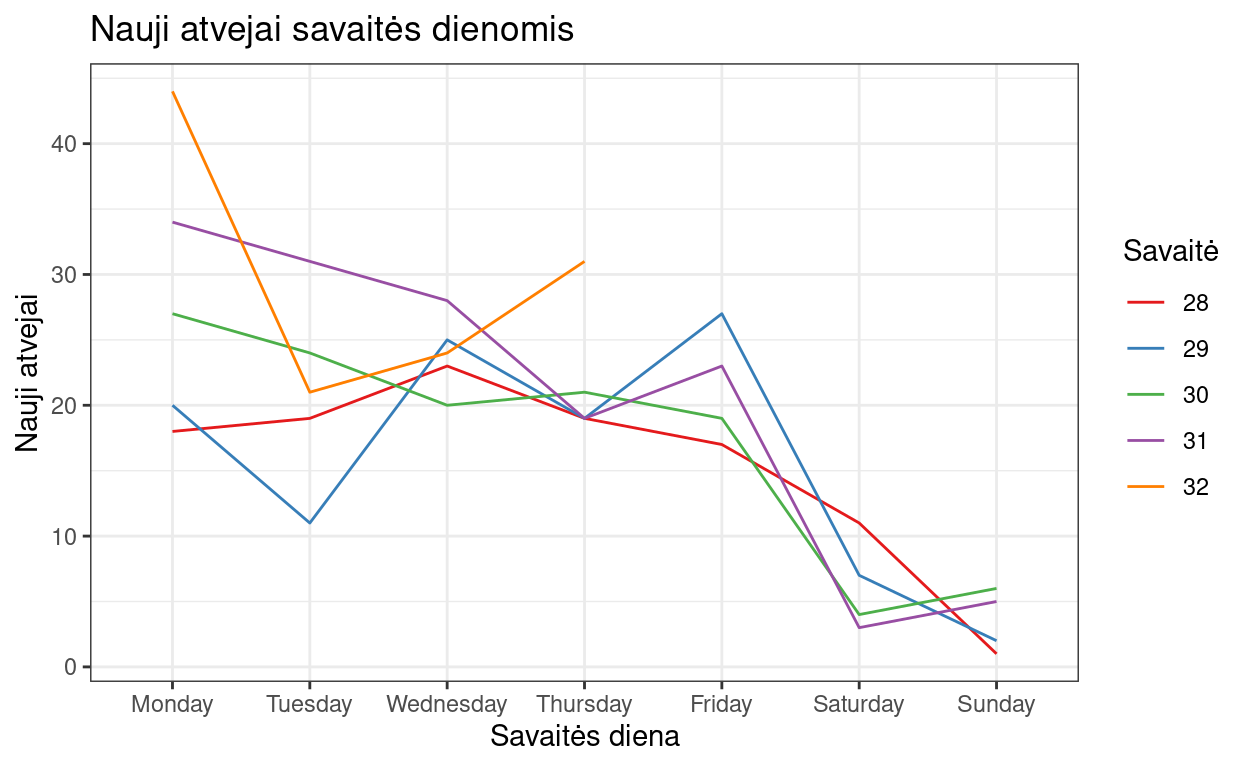 Nauji atvejai savaitės dienomis
Nauji atvejai
40
30
20
10
0
Monday Tuesday Wednesday Thursday Friday Saturday Sunday
Savaitės diena
Savaitė
28
29
30
31
32